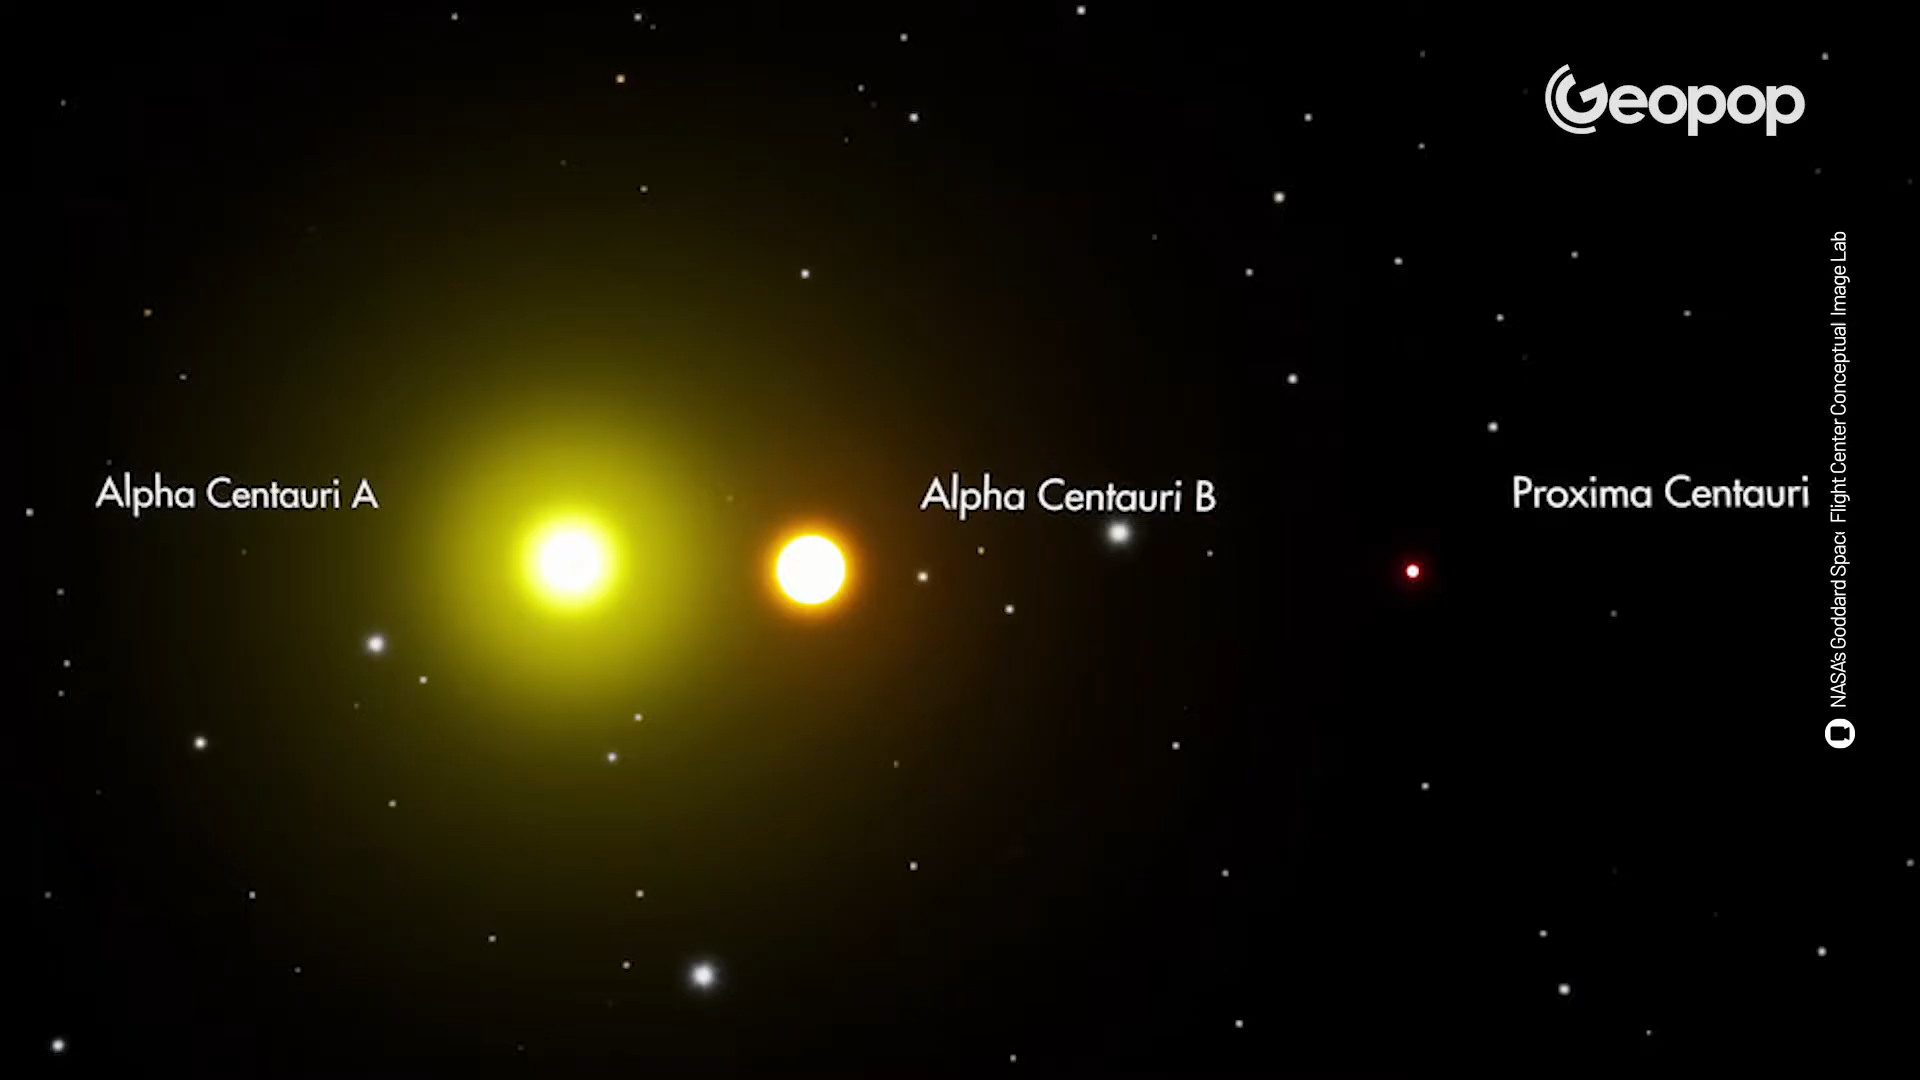 Geopop
Alpha Centauri A
Alpha Centauri B
Proxima Centauri
NASA's Goddard Space Flight Center Conceptual Image Lab